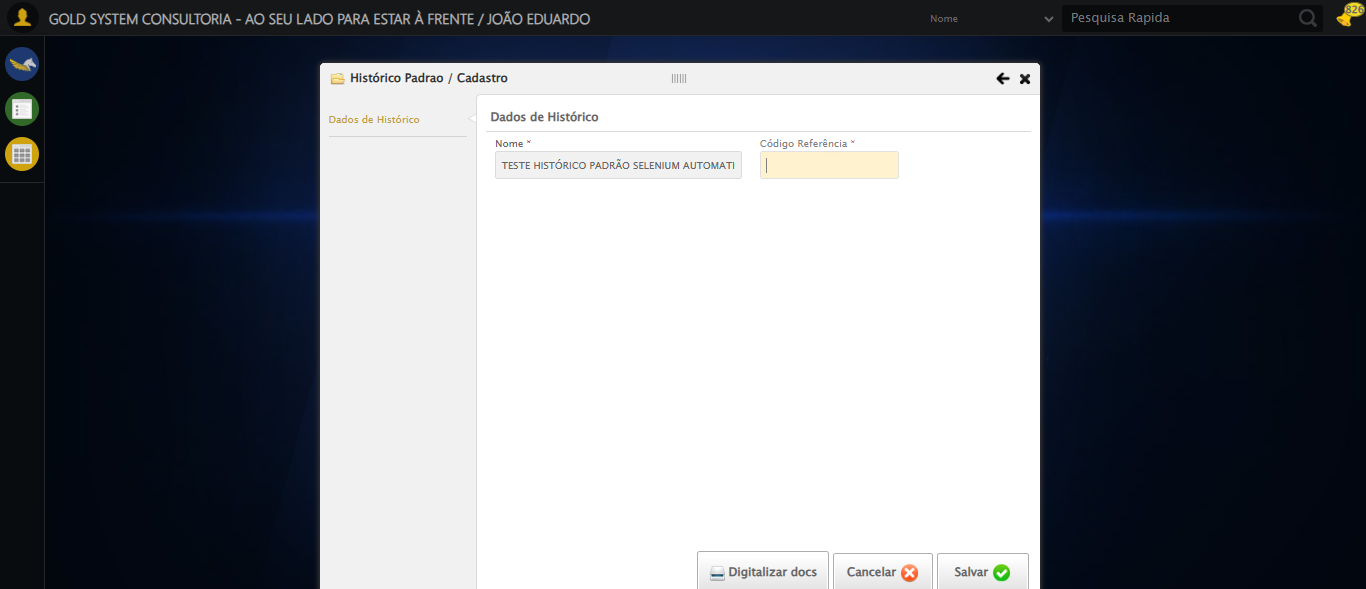 GOLD SYSTEM CONSULTORIA - AO SEU LADO PARA ESTAR À FRENTE / JOÃO EDUARDO
Nome
Pesquisa Rapida
826
Histórico Padrao / Cadastro
Dados de Histórico
Dados de Histórico
Nome *
Código Referência *
TESTE HISTÓRICO PADRÃO SELENIUM AUTOMATI
Digitalizar docs
Cancelar
Salvar